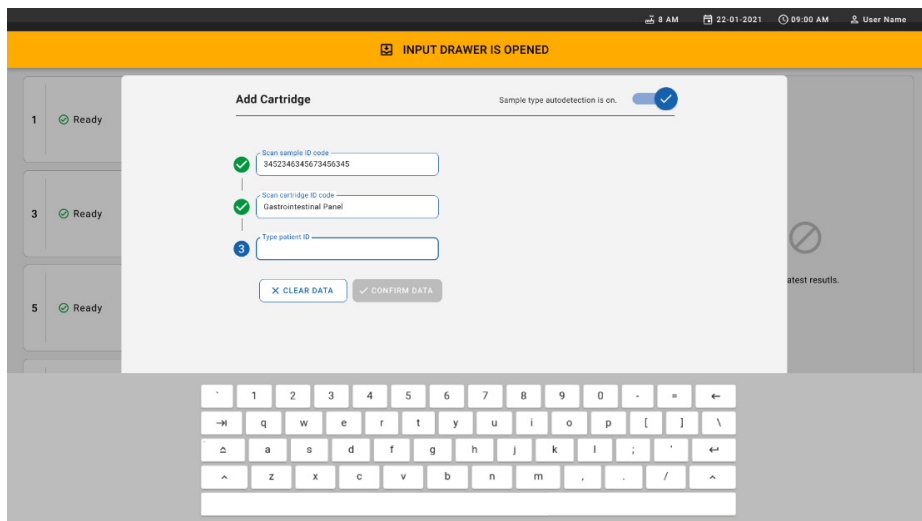 8 AM 22-01-2021 09:00 AM User Name
INPUT DRAWER IS OPENED
Add Cartridge
Sample type autodetection is on.
1 Ready
Scan sample ID code
3452346345673456345
Scan cartridge ID code
Gastrointestinal Panel
3 Ready
3 Type patient ID
CLEAR DATA CONFIRM DATA
atest resutls.
5 Ready
` 1 2 3 4 5 6 7 8 9 0 - =
q w e r t y u i o p [ ] \
a s d f g h j k l ; '
z x c v b n m , . /